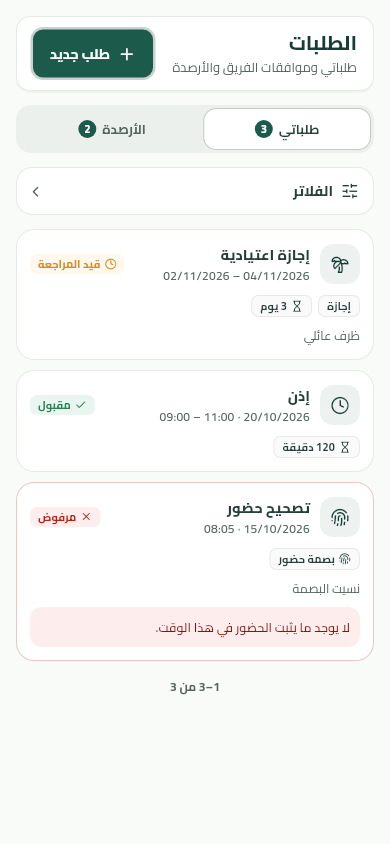 الطلبات
طلباتي وموافقات الفريق والأرصدة
طلب جديد
طلباتي 3
الأرصدة 2
الفلاتر
إجازة اعتيادية
قيد المراجعة
02/11/2026 – 04/11/2026
إجازة
3 يوم
ظرف عائلي
إذن
مقبول
20/10/2026 · 11:00 – 09:00
120 دقيقة
تصحيح حضور
مرفوض
15/10/2026 · 08:05
بصمة حضور
نسيت البصمة
لا يوجد ما يثبت الحضور في هذا الوقت.
1–3 من 3